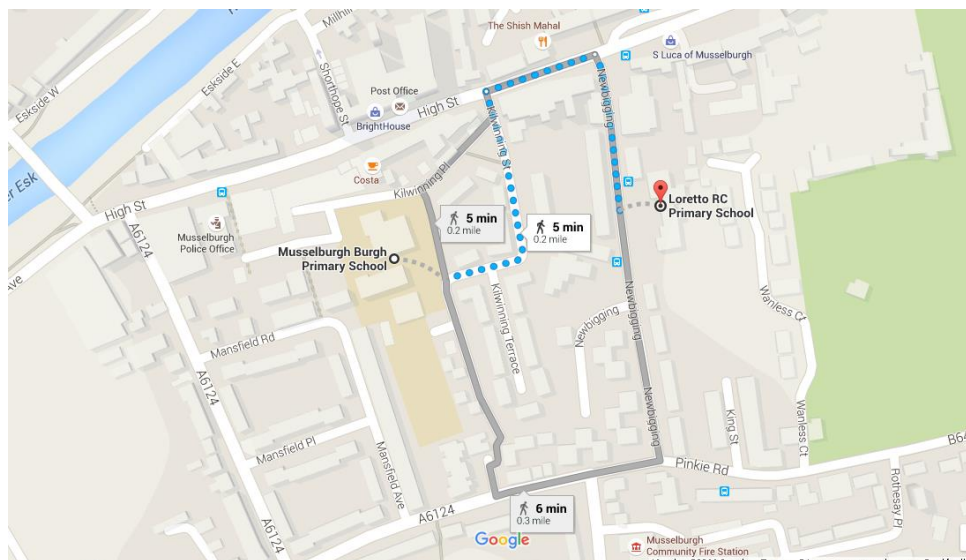 The Shish Mahal
S Luca of Musselburgh
Eskside W
Eskside E
Millhill
Shorthope St
Post Office
BrightHouse
High St
Kilwinning St
Newbigging
Costa
Kilwinning Pl
High St
A6124
Musselburgh
Police Office
5 min
0.2 mile
5 min
0.2 mile
Loretto RC
Primary School
Musselburgh Burgh
Primary School
Kilwinning Terrace
Newbigging
Newbigging
Wanless Ct
Mansfield Rd
A6124
Mansfield Pl
Mansfield Ave
Newbigging
King St
Wanless Ct
Pinkie Rd
Rothesay Pl
A6124
6 min
0.3 mile
Google
Musselburgh
Community Fire Station